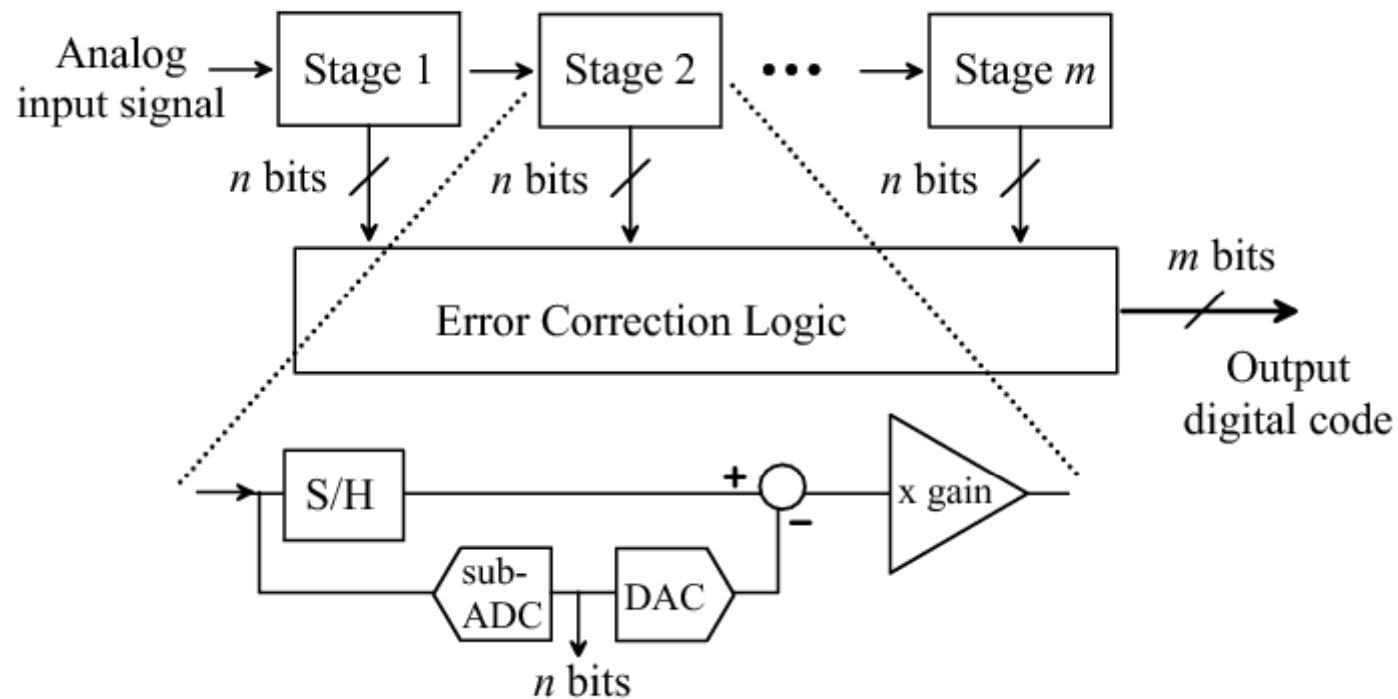 Analog
input signal
Stage 1
Stage 2
•••
Stage m
n bits
n bits
n bits
m bits
Error Correction Logic
Output
digital code
S/H
+
−
x gain
sub-
ADC
DAC
n bits